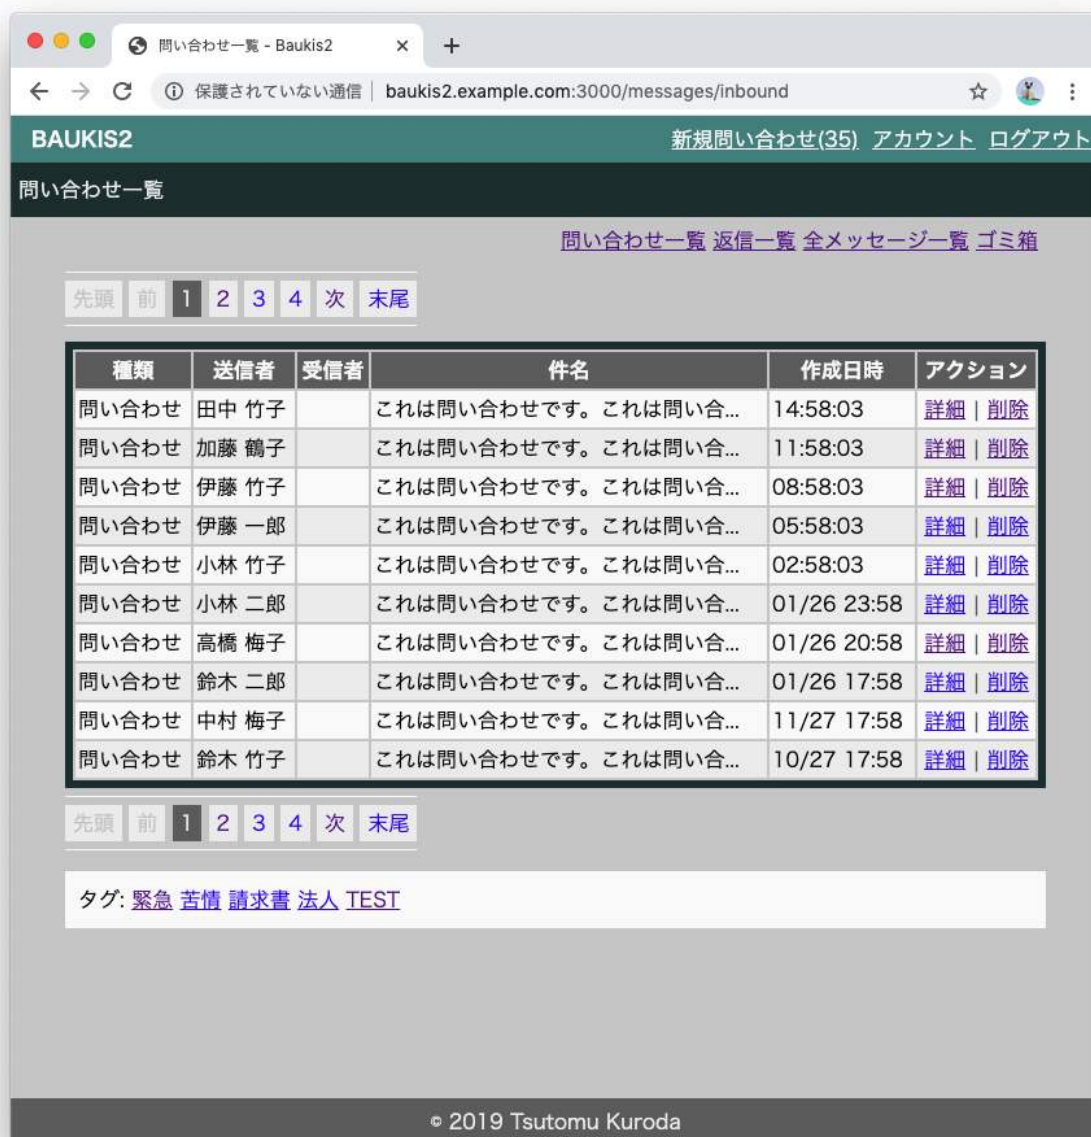 問い合わせ一覧 - Baukis2
保護されていない通信 | baukis2.example.com:3000/messages/inbound
BAUKIS2 新規問い合わせ(35) アカウント ログアウト
問い合わせ一覧
問い合わせ一覧 返信一覧 全メッセージ一覧 ゴミ箱
先頭 前 1 2 3 4 次 末尾
種類 送信者 受信者 件名 作成日時 アクション
問い合わせ 田中 竹子 これは問い合わせです。これは問い合... 14:58:03 詳細 | 削除
問い合わせ 加藤 鶴子 これは問い合わせです。これは問い合... 11:58:03 詳細 | 削除
問い合わせ 伊藤 竹子 これは問い合わせです。これは問い合... 08:58:03 詳細 | 削除
問い合わせ 伊藤 一郎 これは問い合わせです。これは問い合... 05:58:03 詳細 | 削除
問い合わせ 小林 竹子 これは問い合わせです。これは問い合... 02:58:03 詳細 | 削除
問い合わせ 小林 二郎 これは問い合わせです。これは問い合... 01/26 23:58 詳細 | 削除
問い合わせ 高橋 梅子 これは問い合わせです。これは問い合... 01/26 20:58 詳細 | 削除
問い合わせ 鈴木 二郎 これは問い合わせです。これは問い合... 01/26 17:58 詳細 | 削除
問い合わせ 中村 梅子 これは問い合わせです。これは問い合... 11/27 17:58 詳細 | 削除
問い合わせ 鈴木 竹子 これは問い合わせです。これは問い合... 10/27 17:58 詳細 | 削除
先頭 前 1 2 3 4 次 末尾
タグ: 緊急 苦情 請求書 法人 TEST
© 2019 Tsutomu Kuroda